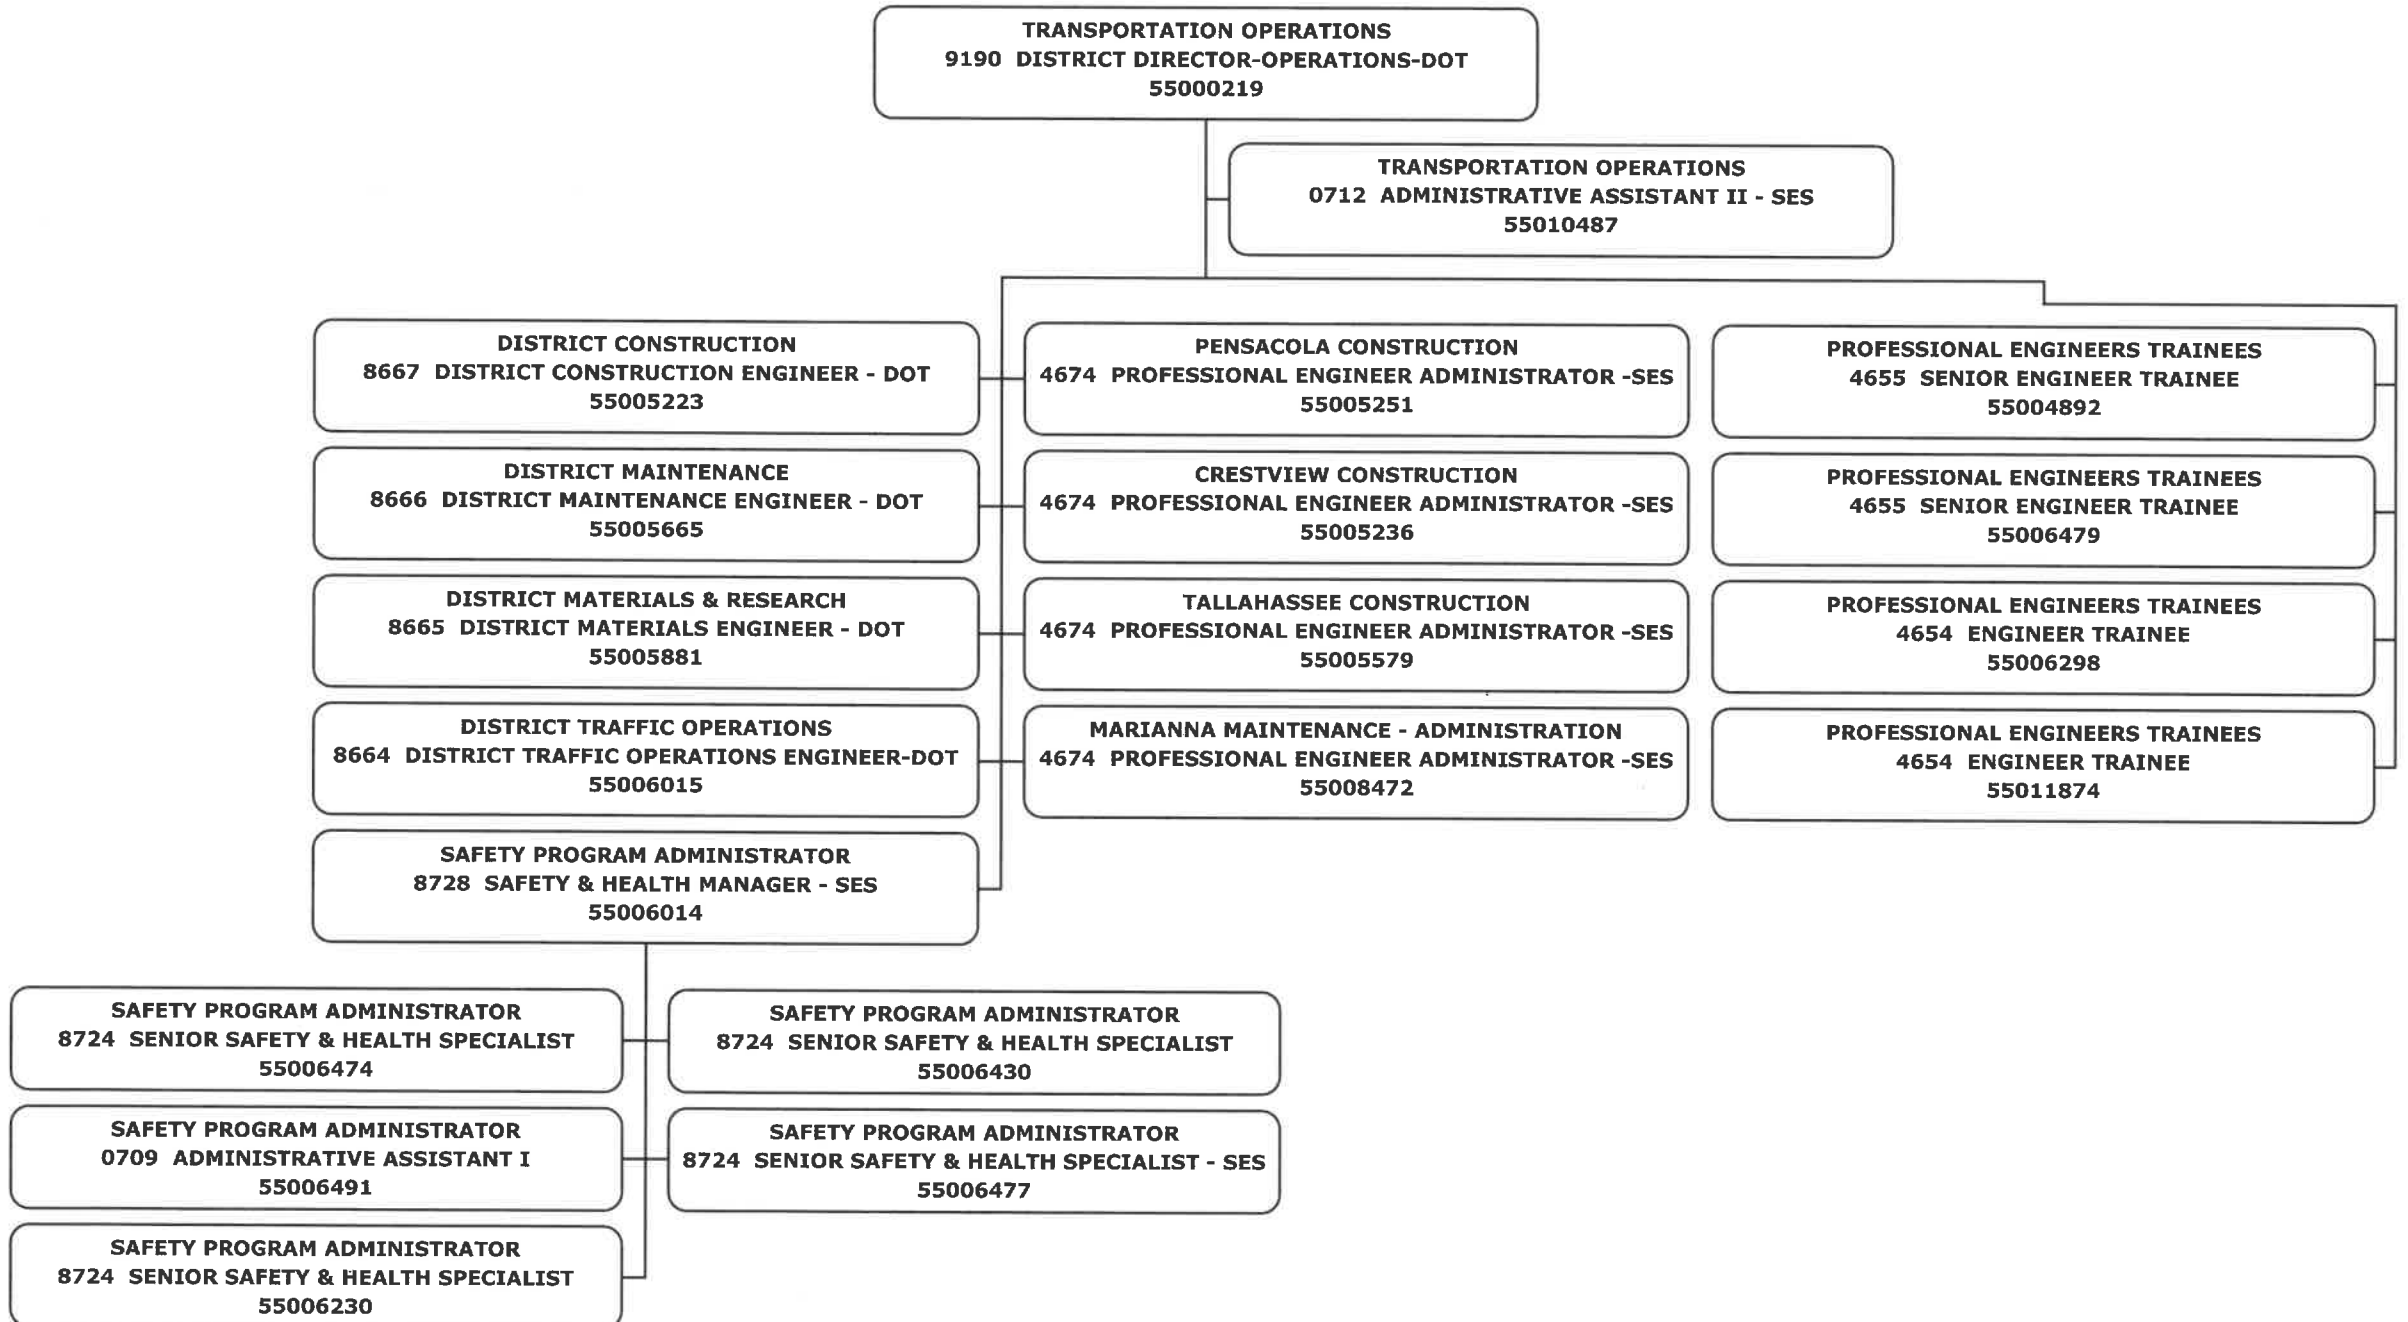 TRANSPORTATION OPERATIONS
9190 DISTRICT DIRECTOR-OPERATIONS-DOT
55000219
TRANSPORTATION OPERATIONS
0712 ADMINISTRATIVE ASSISTANT II - SES
55010487
DISTRICT CONSTRUCTION
8667 DISTRICT CONSTRUCTION ENGINEER - DOT
55005223
PENSACOLA CONSTRUCTION
4674 PROFESSIONAL ENGINEER ADMINISTRATOR -SES
55005251
PROFESSIONAL ENGINEERS TRAINEES
4655 SENIOR ENGINEER TRAINEE
55004892
DISTRICT MAINTENANCE
8666 DISTRICT MAINTENANCE ENGINEER - DOT
55005665
CRESTVIEW CONSTRUCTION
4674 PROFESSIONAL ENGINEER ADMINISTRATOR -SES
55005236
PROFESSIONAL ENGINEERS TRAINEES
4655 SENIOR ENGINEER TRAINEE
55006479
DISTRICT MATERIALS & RESEARCH
8665 DISTRICT MATERIALS ENGINEER - DOT
55005881
TALLAHASSEE CONSTRUCTION
4674 PROFESSIONAL ENGINEER ADMINISTRATOR -SES
55005579
PROFESSIONAL ENGINEERS TRAINEES
4654 ENGINEER TRAINEE
55006298
DISTRICT TRAFFIC OPERATIONS
8664 DISTRICT TRAFFIC OPERATIONS ENGINEER-DOT
55006015
MARIANNA MAINTENANCE - ADMINISTRATION
4674 PROFESSIONAL ENGINEER ADMINISTRATOR -SES
55008472
PROFESSIONAL ENGINEERS TRAINEES
4654 ENGINEER TRAINEE
55011874
SAFETY PROGRAM ADMINISTRATOR
8728 SAFETY & HEALTH MANAGER - SES
55006014
SAFETY PROGRAM ADMINISTRATOR
8724 SENIOR SAFETY & HEALTH SPECIALIST
55006474
SAFETY PROGRAM ADMINISTRATOR
8724 SENIOR SAFETY & HEALTH SPECIALIST
55006430
SAFETY PROGRAM ADMINISTRATOR
0709 ADMINISTRATIVE ASSISTANT I
55006491
SAFETY PROGRAM ADMINISTRATOR
8724 SENIOR SAFETY & HEALTH SPECIALIST - SES
55006477
SAFETY PROGRAM ADMINISTRATOR
8724 SENIOR SAFETY & HEALTH SPECIALIST
55006230